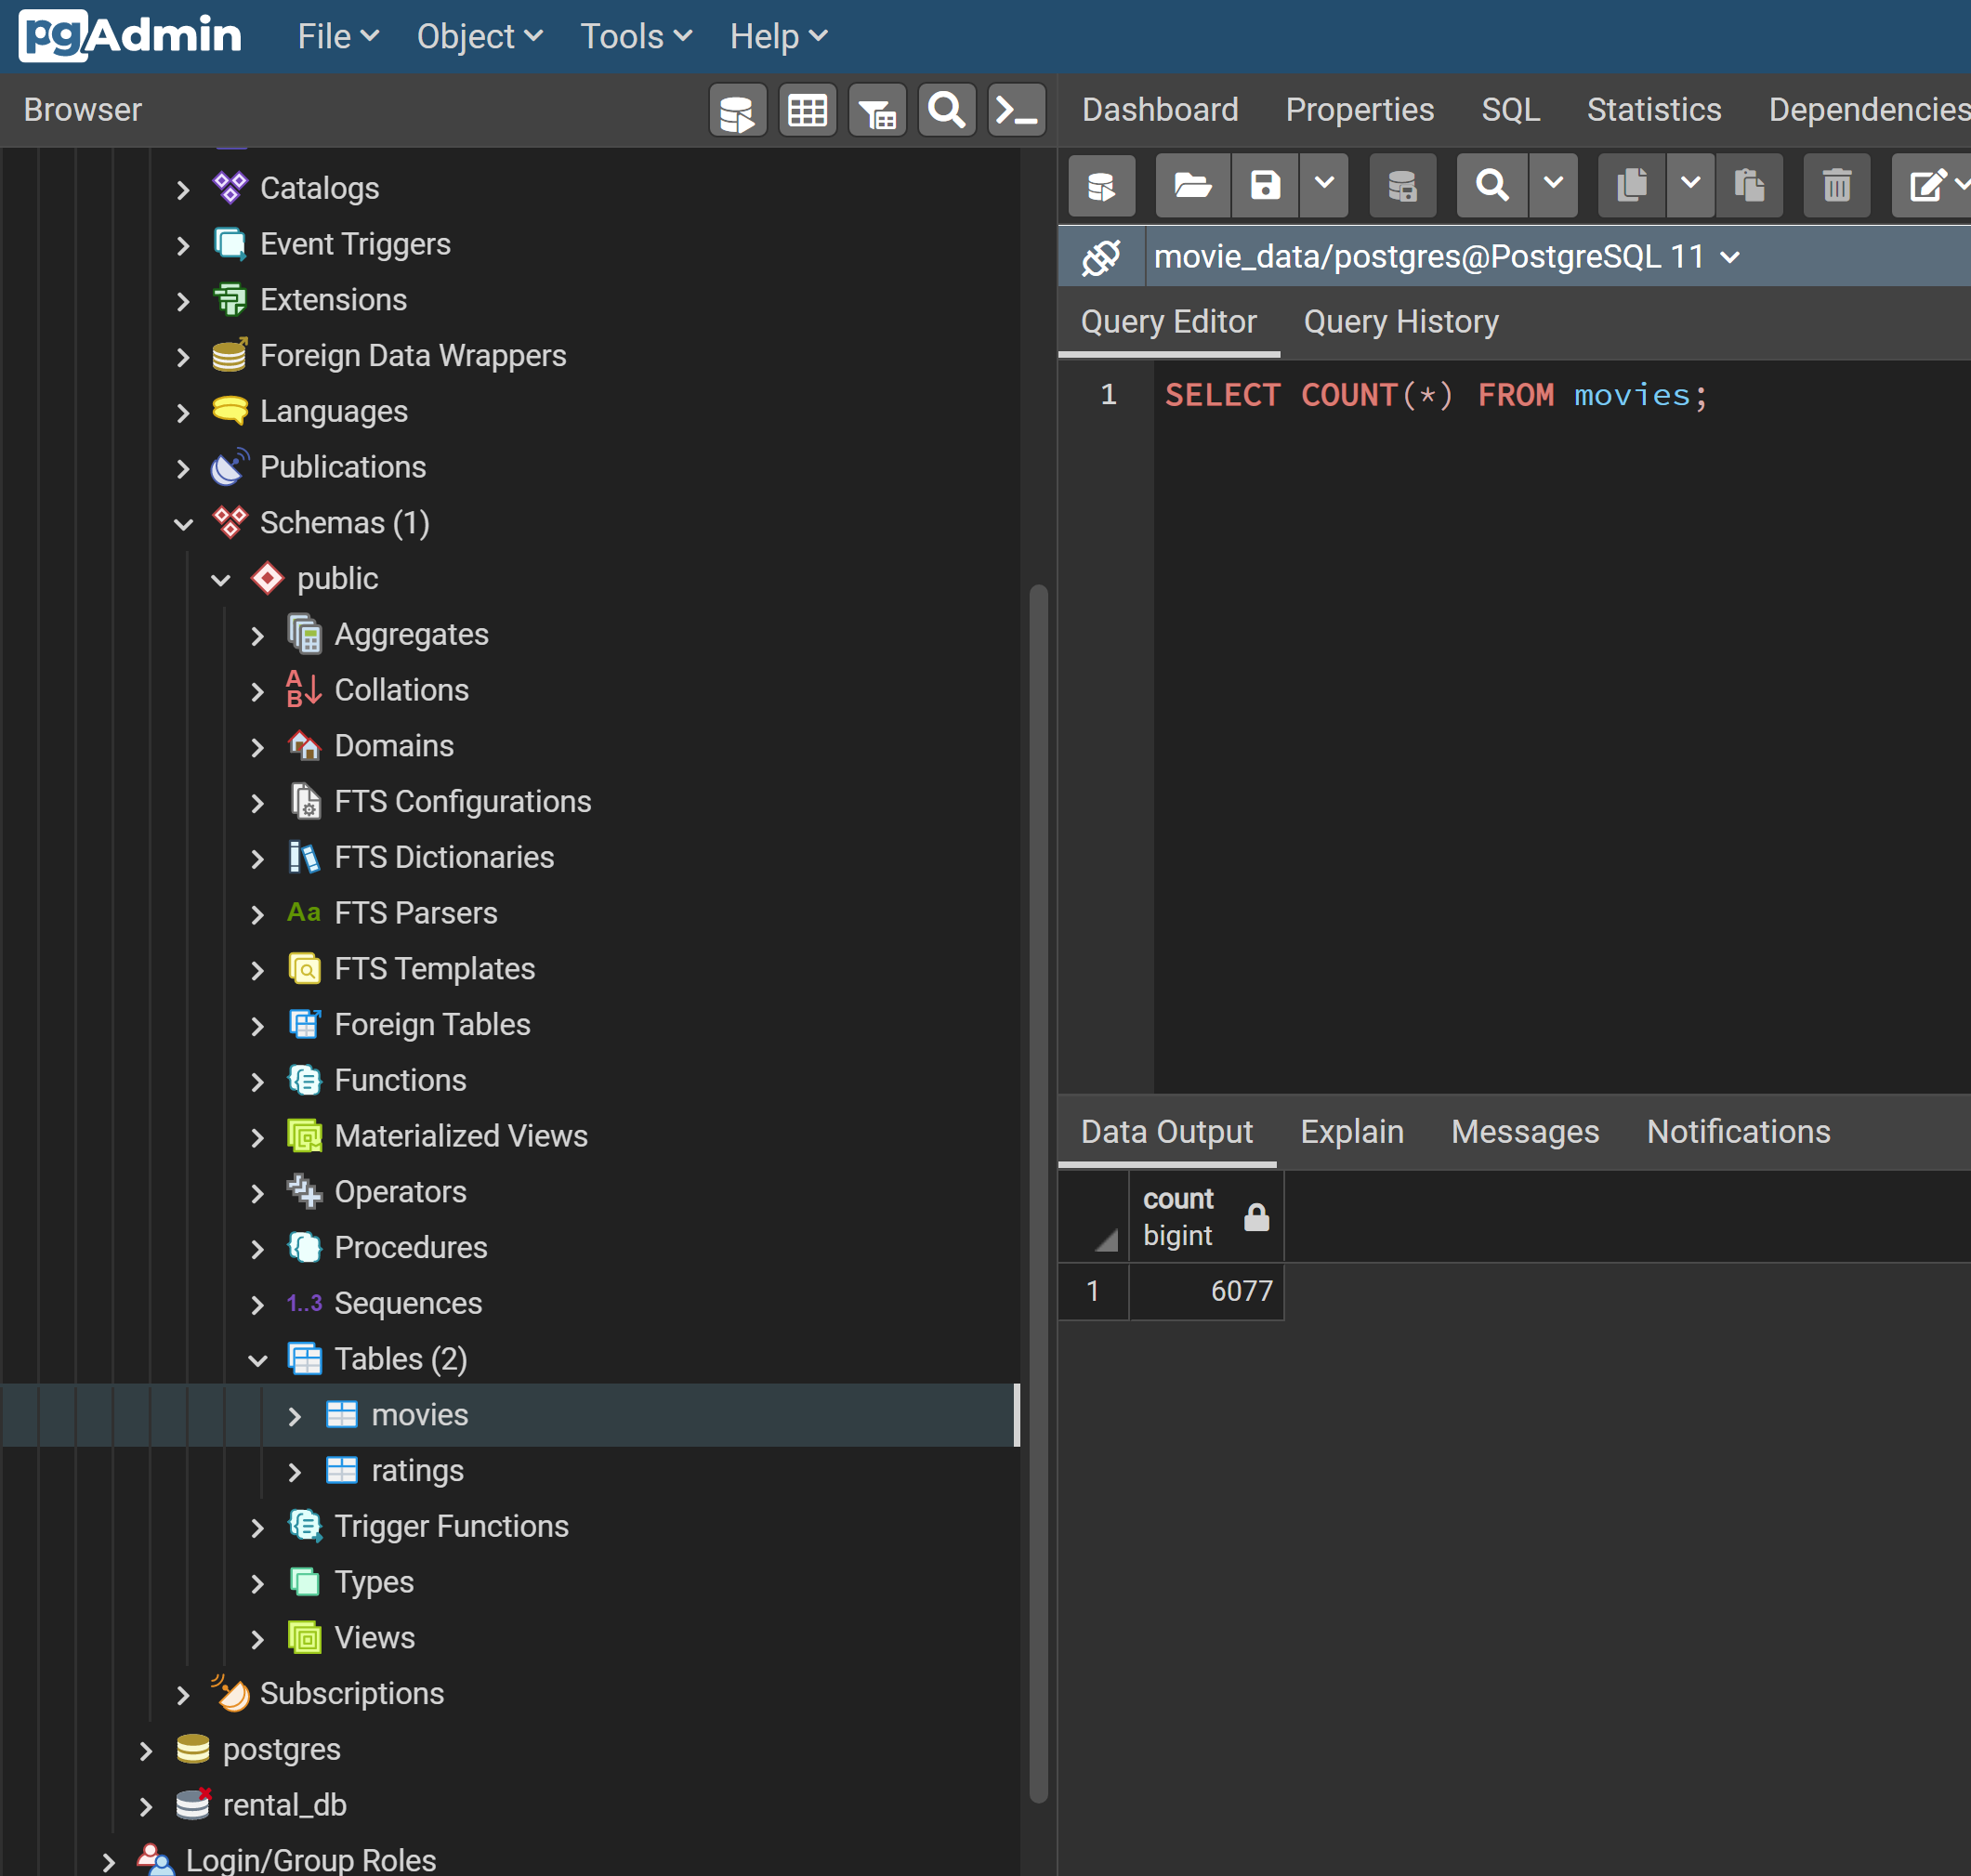 pgAdmin File Object Tools Help
Browser
Dashboard Properties SQL Statistics Dependencies
Catalogs
Event Triggers
Extensions
Foreign Data Wrappers
Languages
Publications
Schemas (1)
public
Aggregates
A
B
Collations
Domains
FTS Configurations
FTS Dictionaries
Aa FTS Parsers
FTS Templates
Foreign Tables
Functions
Materialized Views
Operators
Procedures
1..3 Sequences
Tables (2)
movies
ratings
Trigger Functions
Types
Views
Subscriptions
postgres
rental_db
Login/Group Roles
movie_data/postgres@PostgreSQL 11
Query Editor Query History
1 SELECT COUNT(*) FROM movies;
Data Output Explain Messages Notifications
count
bigint
1 6077